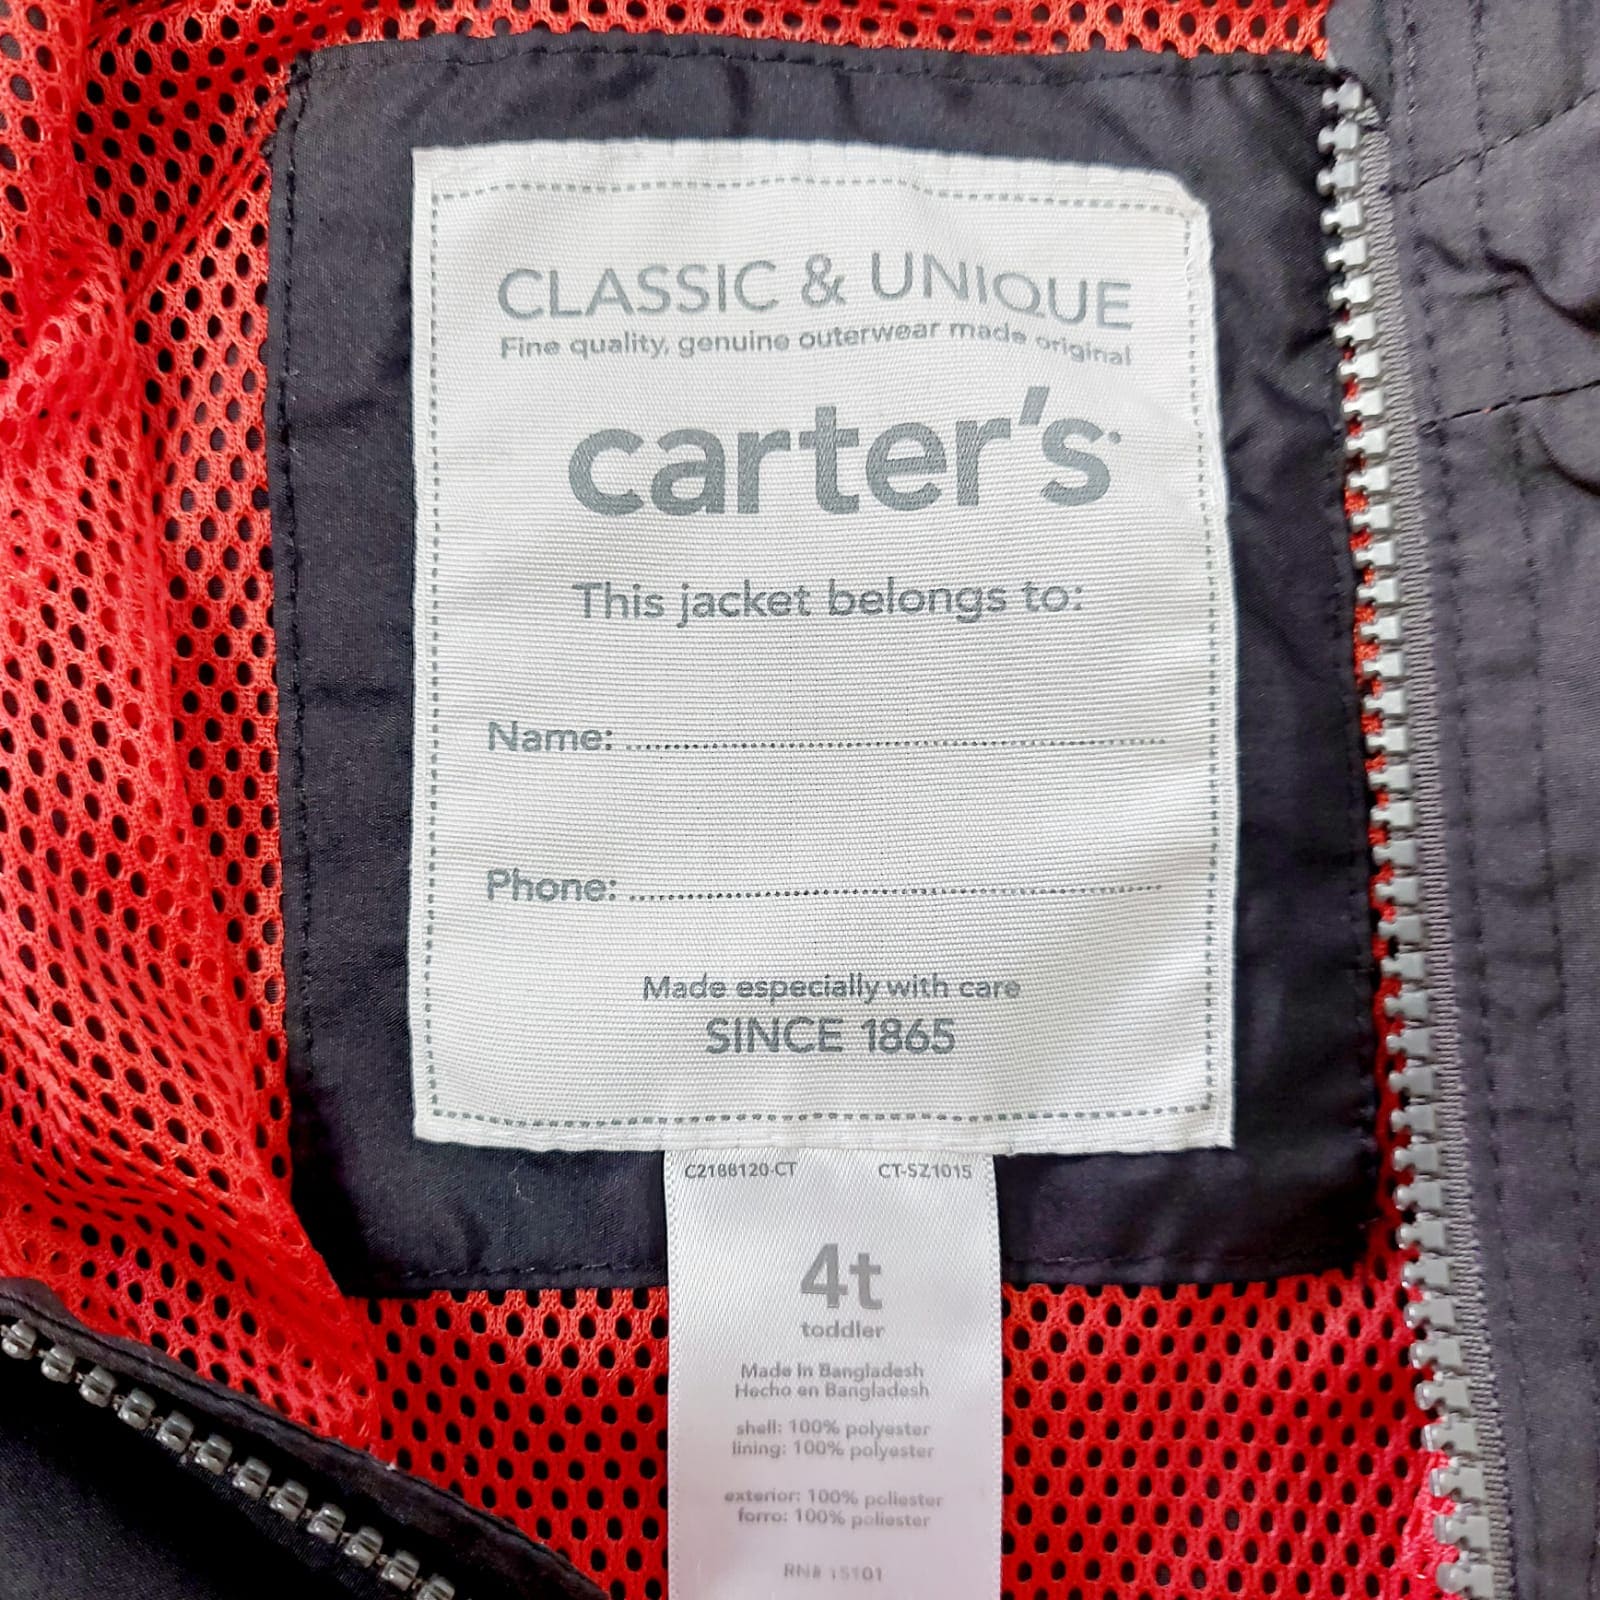 CLASSIC & UNIQUE
Fine quality, genuine outerwear made original
carter's
This jacket belongs to:
Name:
Phone:
Made especially with care
SINCE 1865
C2188120-CT CT-SZ1015
4t
toddler
Made In Bangladesh
Hecho en Bangladesh
shell: 100% polyester
lining: 100% polyester
exterior: 100% poliester
forro: 100% poliester
RN# 15101